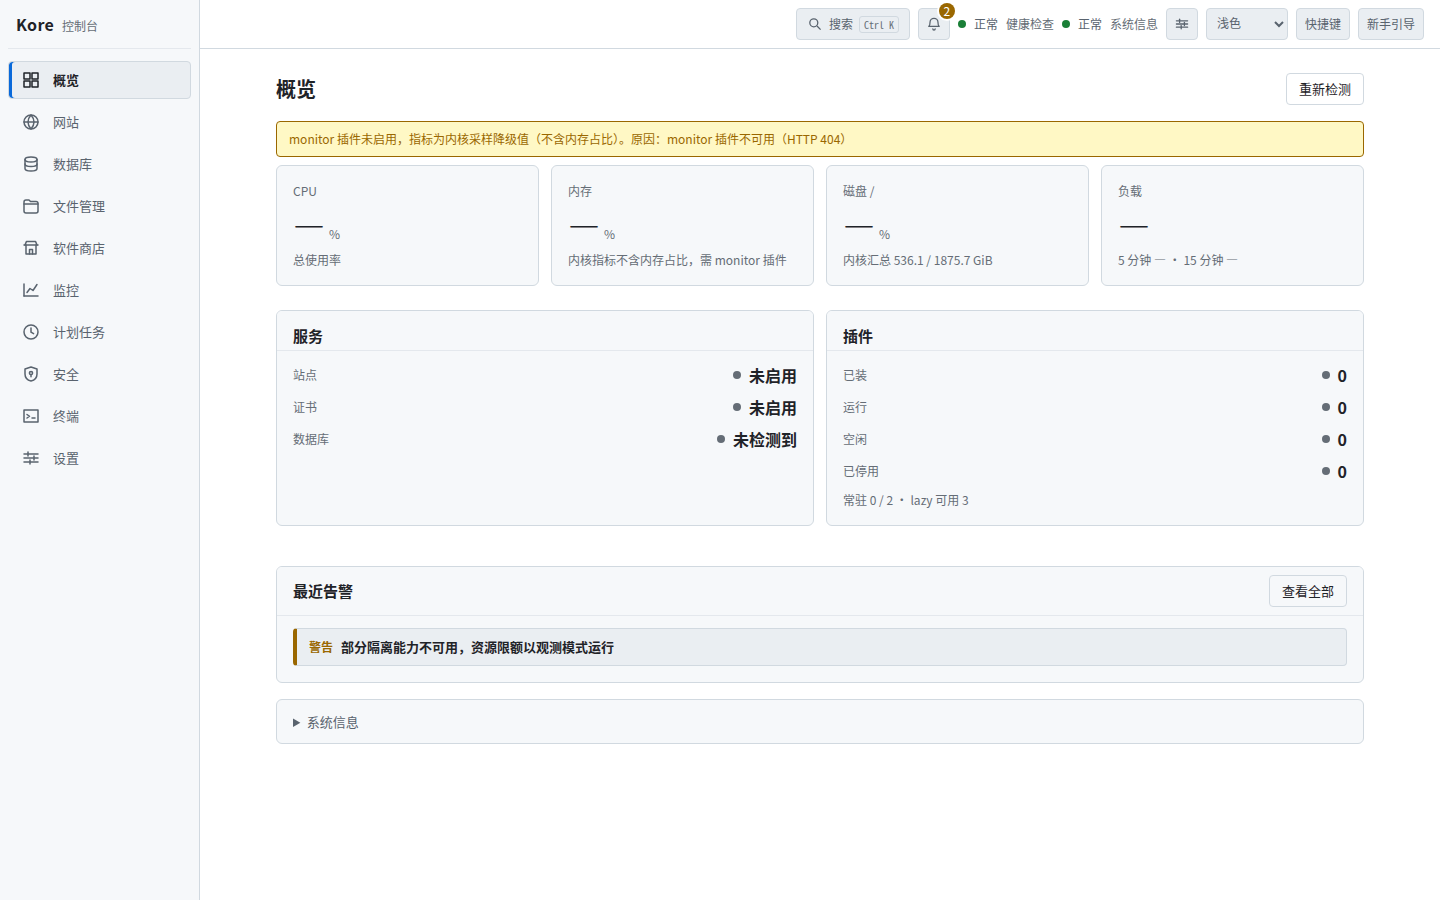 Kore 控制台
搜索 Ctrl K
2
正常 健康检查
正常 系统信息
浅色
快捷键
新手引导
概览
网站
数据库
文件管理
软件商店
监控
计划任务
安全
终端
设置
概览
重新检测
monitor 插件未启用，指标为内核采样降级值（不含内存占比）。原因：monitor 插件不可用（HTTP 404）
CPU
— %
总使用率
内存
— %
内核指标不含内存占比，需 monitor 插件
磁盘 /
— %
内核汇总 536.1 / 1875.7 GiB
负载
—
5 分钟 — · 15 分钟 —
服务
站点 未启用
证书 未启用
数据库 未检测到
插件
已装 0
运行 0
空闲 0
已停用 0
常驻 0 / 2 · lazy 可用 3
最近告警
查看全部
警告 部分隔离能力不可用，资源限额以观测模式运行
系统信息